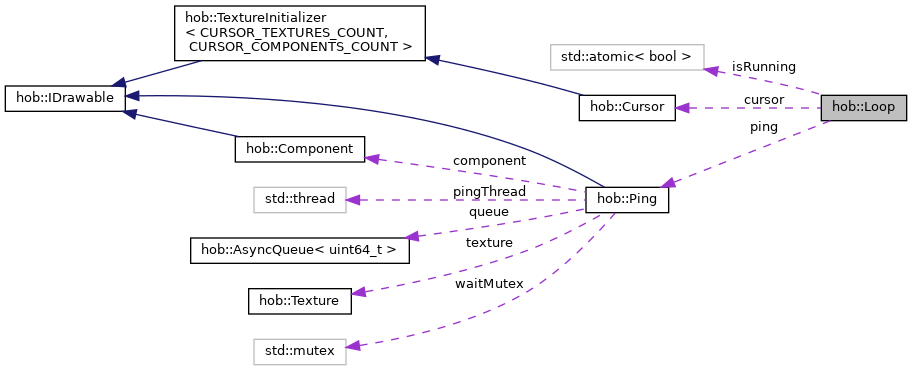 hob::TextureInitializer
< CURSOR_TEXTURES_COUNT,
CURSOR_COMPONENTS_COUNT >
std::atomic< bool >
isRunning
hob::IDrawable
hob::Cursor
cursor
hob::Loop
ping
hob::Component
component
std::thread
pingThread
hob::Ping
queue
hob::AsyncQueue< uint64_t >
texture
hob::Texture
waitMutex
std::mutex